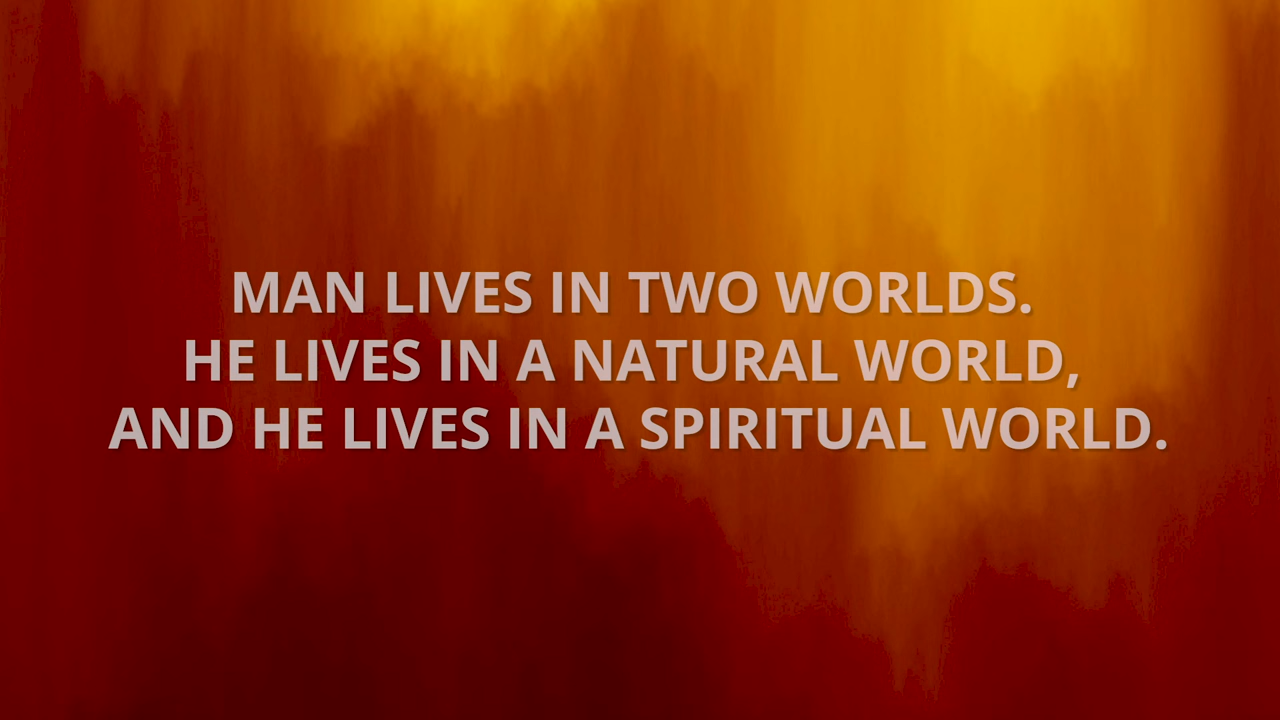 MAN LIVES IN TWO WORLDS.
HE LIVES IN A NATURAL WORLD,
AND HE LIVES IN A SPIRITUAL WORLD.